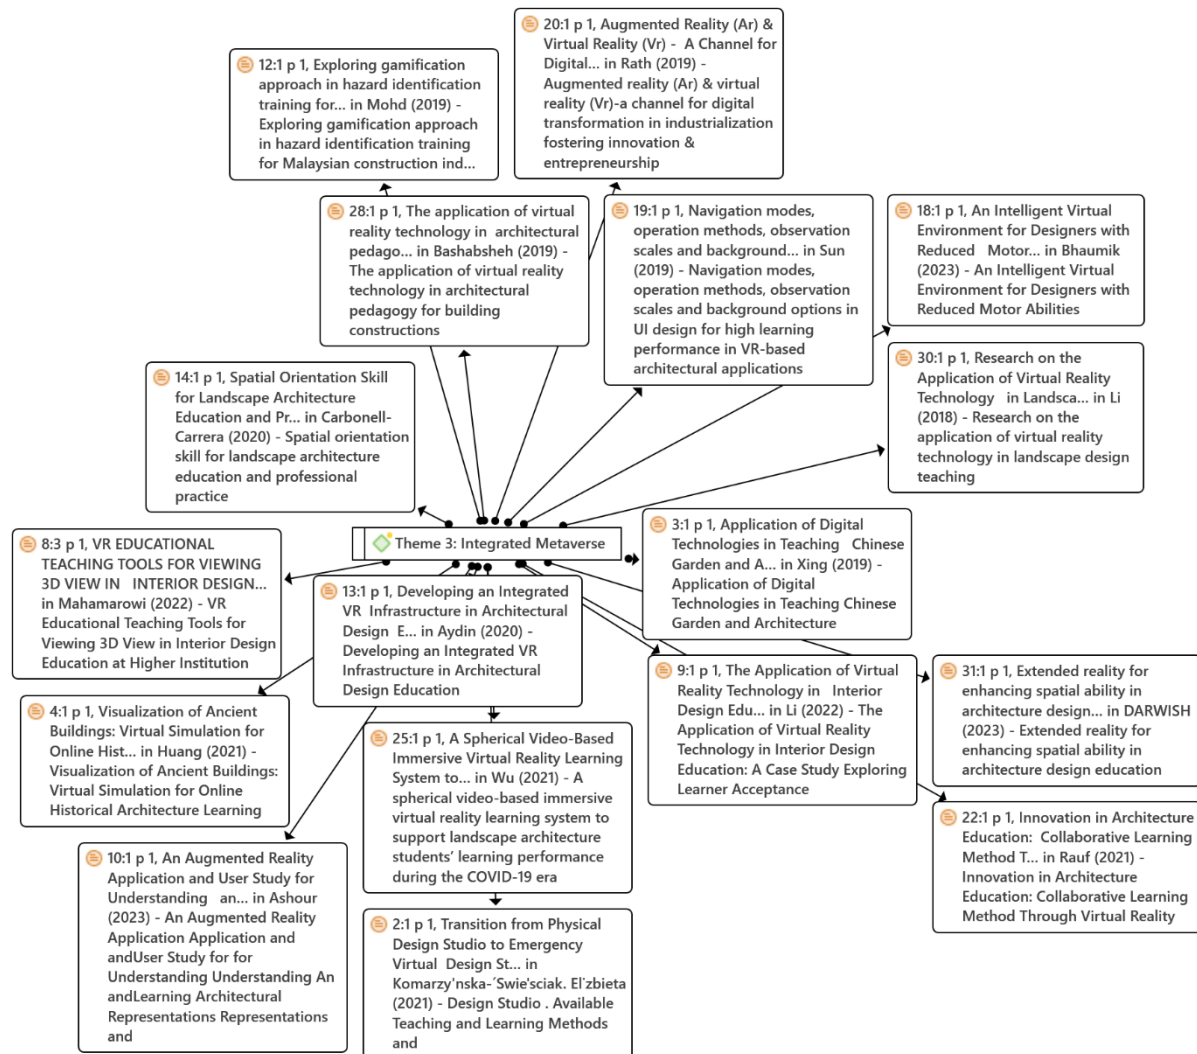 20:1 p 1, Augmented Reality (Ar) &
Virtual Reality (Vr) - A Channel for
Digital... in Rath (2019) -
Augmented reality (Ar) & virtual
reality (Vr)-a channel for digital
transformation in industrialization
fostering innovation &
entrepreneurship
12:1 p 1, Exploring gamification
approach in hazard identification
training for... in Mohd (2019) -
Exploring gamification approach
in hazard identification training
for Malaysian construction ind...
28:1 p 1, The application of virtual
reality technology in architectural
pedago... in Bashabsheh (2019) -
The application of virtual reality
technology in architectural
pedagogy for building
constructions
19:1 p 1, Navigation modes,
operation methods, observation
scales and background... in Sun
(2019) - Navigation modes,
operation methods, observation
scales and background options in
UI design for high learning
performance in VR-based
architectural applications
18:1 p 1, An Intelligent Virtual
Environment for Designers with
Reduced Motor... in Bhaumik
(2023) - An Intelligent Virtual
Environment for Designers with
Reduced Motor Abilities
30:1 p 1, Research on the
Application of Virtual Reality
Technology in Landsca... in Li
(2018) - Research on the
application of virtual reality
technology in landscape design
teaching
14:1 p 1, Spatial Orientation Skill
for Landscape Architecture
Education and Pr... in Carbonell-
Carrera (2020) - Spatial orientation
skill for landscape architecture
education and professional
practice
Theme 3: Integrated Metaverse
3:1 p 1, Application of Digital
Technologies in Teaching Chinese
Garden and A... in Xing (2019) -
Application of Digital
Technologies in Teaching Chinese
Garden and Architecture
8:3 p 1, VR EDUCATIONAL
TEACHING TOOLS FOR VIEWING
3D VIEW IN INTERIOR DESIGN...
in Mahamarowi (2022) - VR
Educational Teaching Tools for
Viewing 3D View in Interior Design
Education at Higher Institution
13:1 p 1, Developing an Integrated
VR Infrastructure in Architectural
Design E... in Aydin (2020) -
Developing an Integrated VR
Infrastructure in Architectural
Design Education
9:1 p 1, The Application of Virtual
Reality Technology in Interior
Design Edu... in Li (2022) - The
Application of Virtual Reality
Technology in Interior Design
Education: A Case Study Exploring
Learner Acceptance
31:1 p 1, Extended reality for
enhancing spatial ability in
architecture design... in DARWISH
(2023) - Extended reality for
enhancing spatial ability in
architecture design education
4:1 p 1, Visualization of Ancient
Buildings: Virtual Simulation for
Online Hist... in Huang (2021) -
Visualization of Ancient Buildings:
Virtual Simulation for Online
Historical Architecture Learning
25:1 p 1, A Spherical Video-Based
Immersive Virtual Reality Learning
System to... in Wu (2021) - A
spherical video-based immersive
virtual reality learning system to
support landscape architecture
students' learning performance
during the COVID-19 era
22:1 p 1, Innovation in Architecture
Education: Collaborative Learning
Method T... in Rauf (2021) -
Innovation in Architecture
Education: Collaborative Learning
Method Through Virtual Reality
10:1 p 1, An Augmented Reality
Application and User Study for
Understanding an... in Ashour
(2023) - An Augmented Reality
Application Application and
andUser Study for for
Understanding Understanding An
andLearning Architectural
Representations Representations
and
2:1 p 1, Transition from Physical
Design Studio to Emergency
Virtual Design St... in
Komarzy'nska-´Swie'sciak. El˙zbieta
(2021) - Design Studio . Available
Teaching and Learning Methods
and